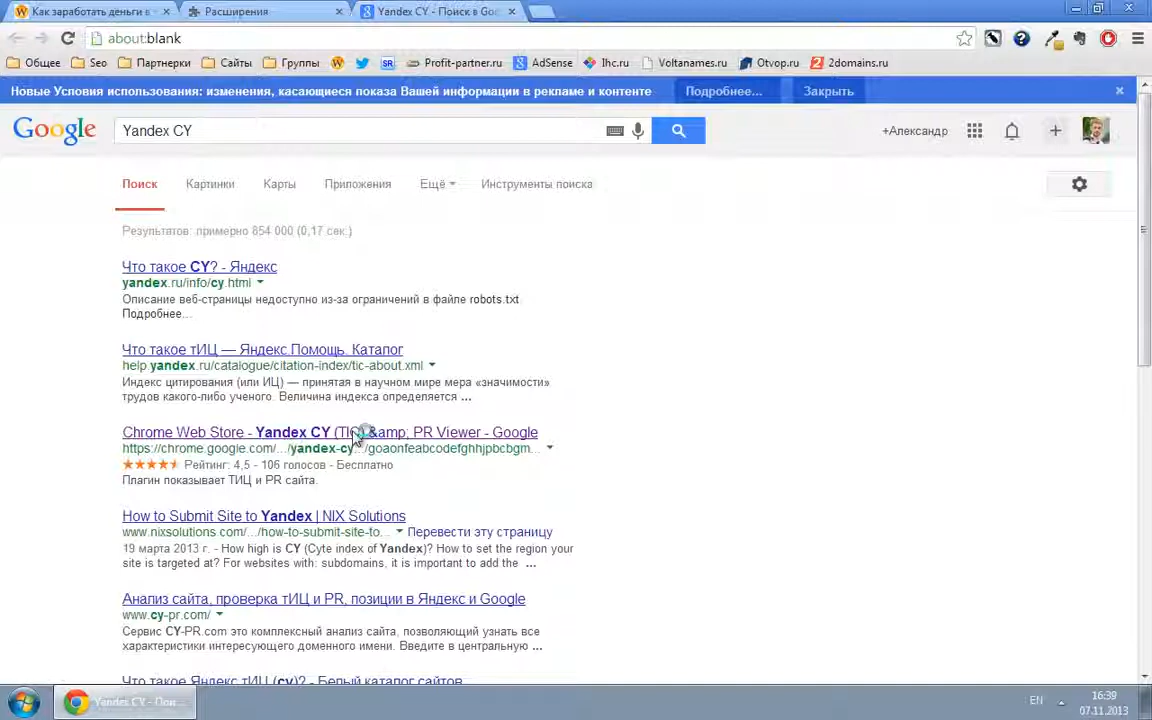 Как заработать деньги в
Расширения
Yandex CY - Поиск в Goo
about:blank
Общее
Seo
Партнерки
Сайты
Группы
SR
Profit-partner.ru
AdSense
Ihc.ru
Voltanames.ru
Otvop.ru
2domains.ru
Новые Условия использования: изменения, касающиеся показа Вашей информации в рекламе и контенте
Подробнее...
Закрыть
Google
Yandex CY
+Александр
Поиск
Картинки
Карты
Приложения
Ещё
Инструменты поиска
Результатов: примерно 854 000 (0,17 сек.)
Что такое CY? - Яндекс
yandex.ru/info/cy.html
Описание веб-страницы недоступно из-за ограничений в файле robots.txt
Подробнее...
Что такое тИЦ — Яндекс.Помощь. Каталог
help.yandex.ru/catalogue/citation-index/tic-about.xml
Индекс цитирования (или ИЦ) — принятая в научном мире мера «значимости»
трудов какого-либо ученого. Величина индекса определяется ...
Chrome Web Store - Yandex CY &amp; PR Viewer - Google
https://chrome.google.com/.../yandex-cy.../goaonfeabcodefghhjpbcbgm...
Рейтинг: 4,5 - 106 голосов - Бесплатно
Плагин показывает ТИЦ и PR сайта.
How to Submit Site to Yandex | NIX Solutions
www.nixsolutions.com/.../how-to-submit-site-to...
Перевести эту страницу
19 марта 2013 г. - How high is CY (Cyte index of Yandex)? How to set the region your
site is targeted at? For websites with: subdomains, it is important to add the ...
Анализ сайта, проверка тИЦ и PR, позиции в Яндекс и Google
www.cy-pr.com/
Сервис CY-PR.com это комплексный анализ сайта, позволяющий узнать все
характеристики интересующего доменного имени. Введите в центральную ...
Что такое Яндекс тИЦ (cy)? - Белый каталог сайтов
Yandex CY - Пои...
EN
16:39
07.11.2013